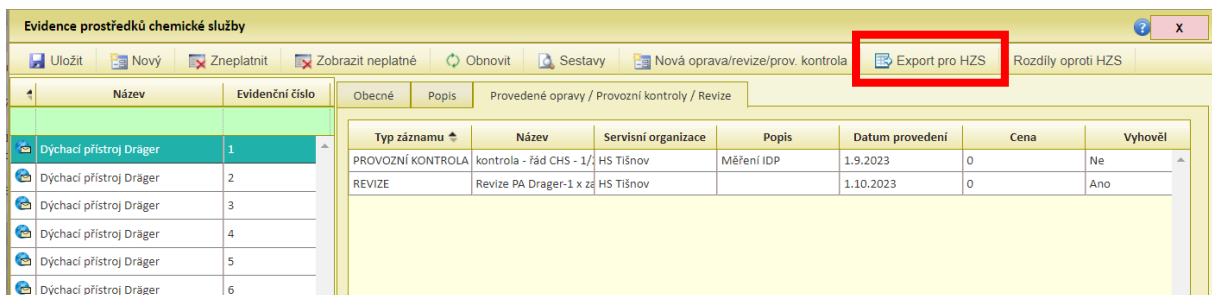 Evidence prostředků chemické služby
? X
Uložit Nový Zneplatnit Zobrazit neplatné Obnovit Sestavy Nová oprava/revize/prov. kontrola Export pro HZS Rozdíly oproti HZS
Název Evidenční číslo
Obecné Popis Provedené opravy / Provozní kontroly / Revize
Typ záznamu Název Servisní organizace Popis Datum provedení Cena Vyhověl
Dýchací přístroj Dräger 1
PROVOZNÍ KONTROLA kontrola - řád CHS - 1/ HS Tišnov Měření IDP 1.9.2023 0 Ne
Dýchací přístroj Dräger 2
REVIZE Revize PA Drager-1 x za HS Tišnov 1.10.2023 0 Ano
Dýchací přístroj Dräger 3
Dýchací přístroj Dräger 4
Dýchací přístroj Dräger 5
Dýchací přístroj Dräger 6